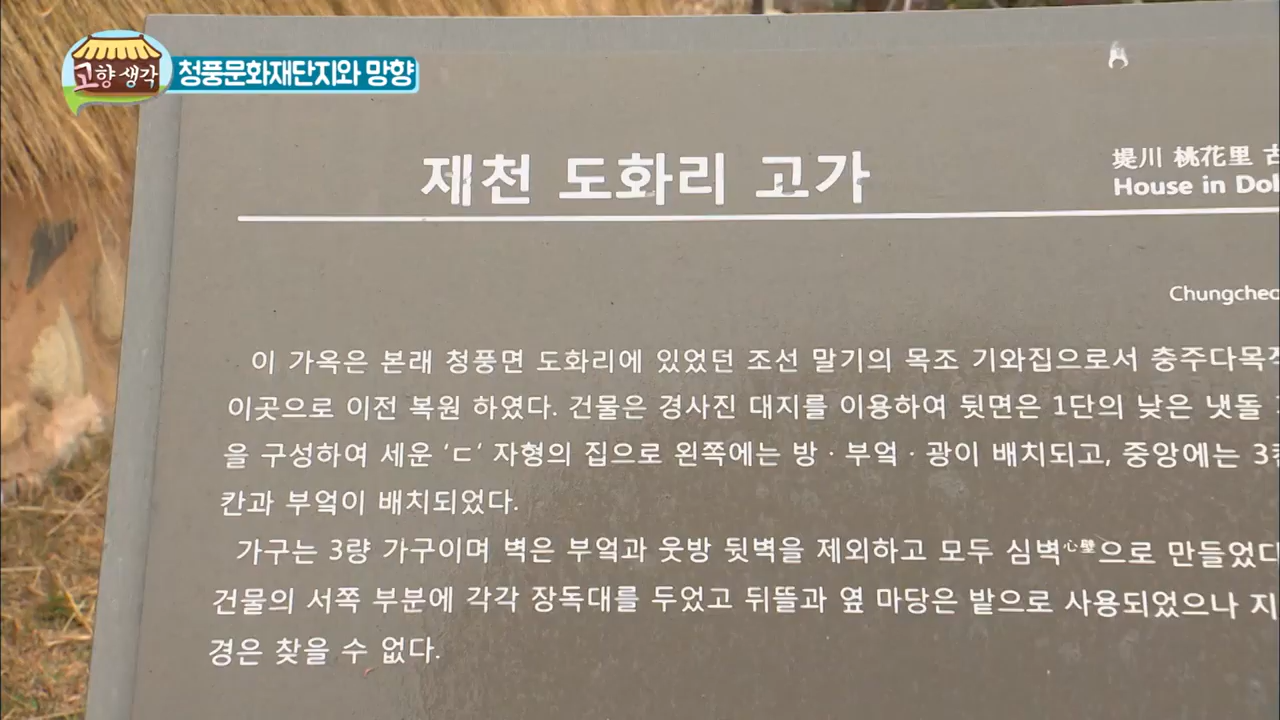 고향 생각
청풍문화재단지와 망향
제천 도화리 고가
堤川 桃花里 古
House in Doh
Chungcheo
이 가옥은 본래 청풍면 도화리에 있었던 조선 말기의 목조 기와집으로서 충주다목적
이곳으로 이전 복원 하였다. 건물은 경사진 대지를 이용하여 뒷면은 1단의 낮은 냇돌
을 구성하여 세운 ‘ㄷ’ 자형의 집으로 왼쪽에는 방 · 부엌 · 광이 배치되고, 중앙에는 3칸
칸과 부엌이 배치되었다.
가구는 3량 가구이며 벽은 부엌과 웃방 뒷벽을 제외하고 모두 심벽心壁으로 만들었다
건물의 서쪽 부분에 각각 장독대를 두었고 뒤뜰과 옆 마당은 밭으로 사용되었으나 지
경은 찾을 수 없다.